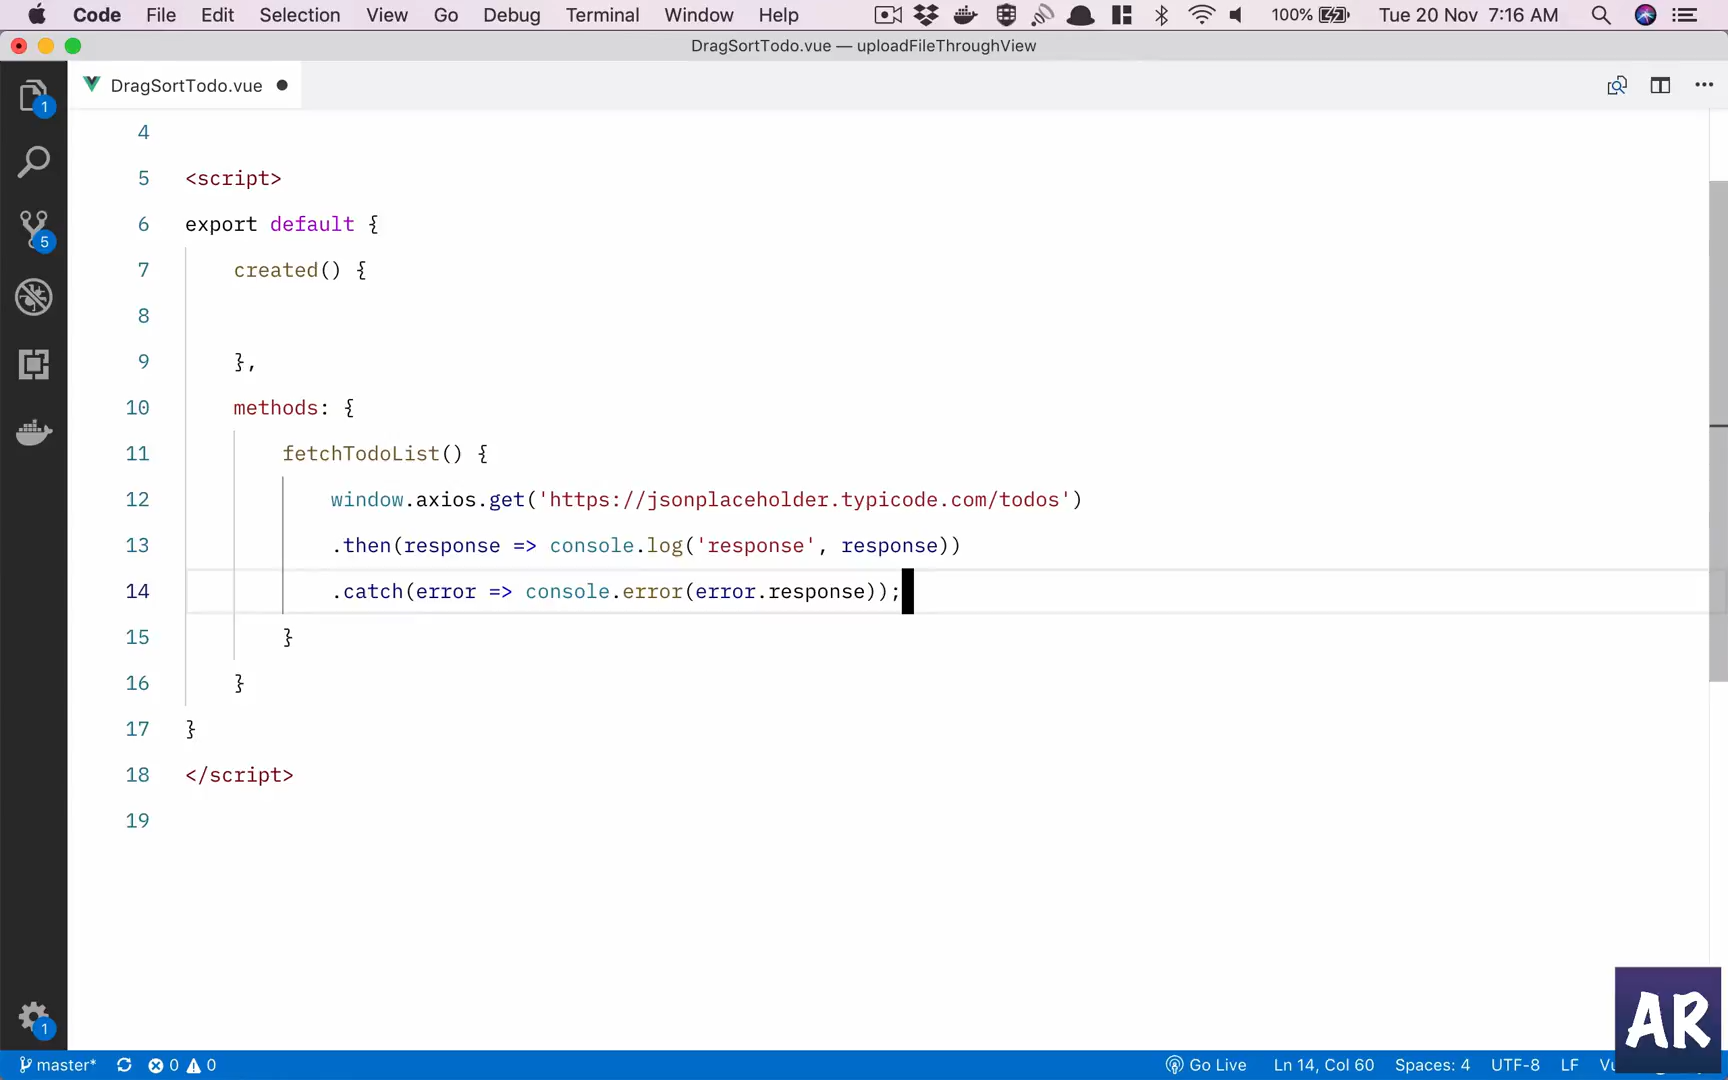 Code File Edit Selection View Go Debug Terminal Window Help 100% Tue 20 Nov 7:16 AM
DragSortTodo.vue — uploadFileThroughView
DragSortTodo.vue
1
5
1
4
5 <script>
6 export default {
7 created() {
8
9 },
10 methods: {
11 fetchTodoList() {
12 window.axios.get('https://jsonplaceholder.typicode.com/todos')
13 .then(response => console.log('response', response))
14 .catch(error => console.error(error.response));
15 }
16 }
17 }
18 </script>
19
AR
master* 0 0 Go Live Ln 14, Col 60 Spaces: 4 UTF-8 LF